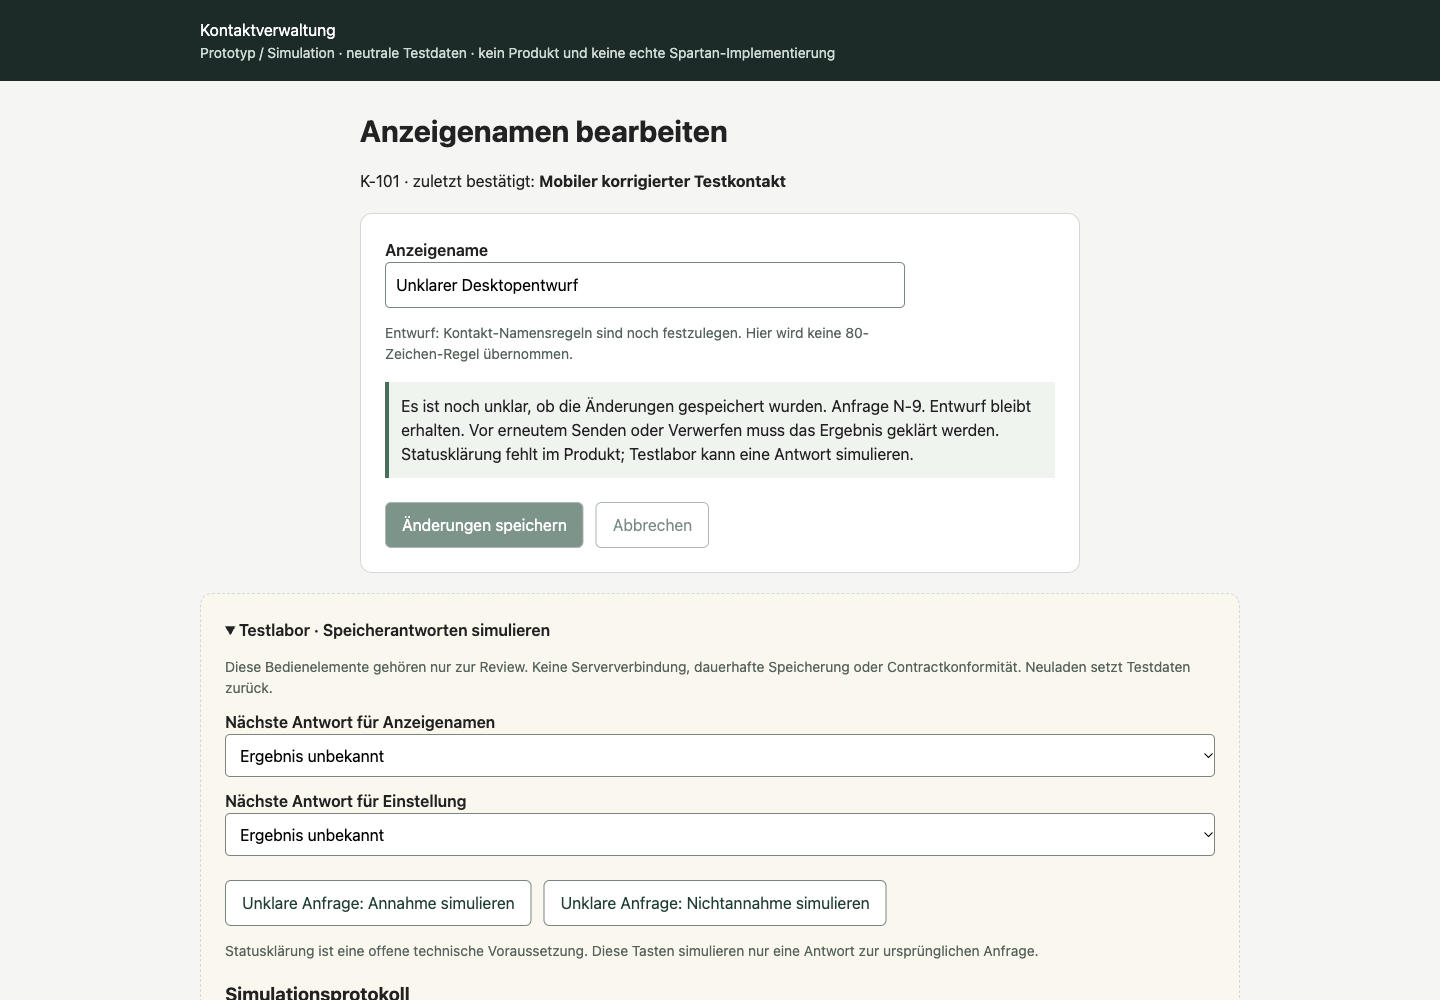 Kontaktverwaltung
Prototyp / Simulation · neutrale Testdaten · kein Produkt und keine echte Spartan-Implementierung
Anzeigenamen bearbeiten
K-101 · zuletzt bestätigt: Mobiler korrigierter Testkontakt
Anzeigename
Unklarer Desktopentwurf
Entwurf: Kontakt-Namensregeln sind noch festzulegen. Hier wird keine 80-
Zeichen-Regel übernommen.
Es ist noch unklar, ob die Änderungen gespeichert wurden. Anfrage N-9. Entwurf bleibt
erhalten. Vor erneutem Senden oder Verwerfen muss das Ergebnis geklärt werden.
Statusklärung fehlt im Produkt; Testlabor kann eine Antwort simulieren.
Änderungen speichern Abbrechen
▼ Testlabor · Speicherantworten simulieren
Diese Bedienelemente gehören nur zur Review. Keine Serververbindung, dauerhafte Speicherung oder Contractkonformität. Neuladen setzt Testdaten
zurück.
Nächste Antwort für Anzeigenamen
Ergebnis unbekannt
Nächste Antwort für Einstellung
Ergebnis unbekannt
Unklare Anfrage: Annahme simulieren Unklare Anfrage: Nichtannahme simulieren
Statusklärung ist eine offene technische Voraussetzung. Diese Tasten simulieren nur eine Antwort zur ursprünglichen Anfrage.
Simulationsprotokoll